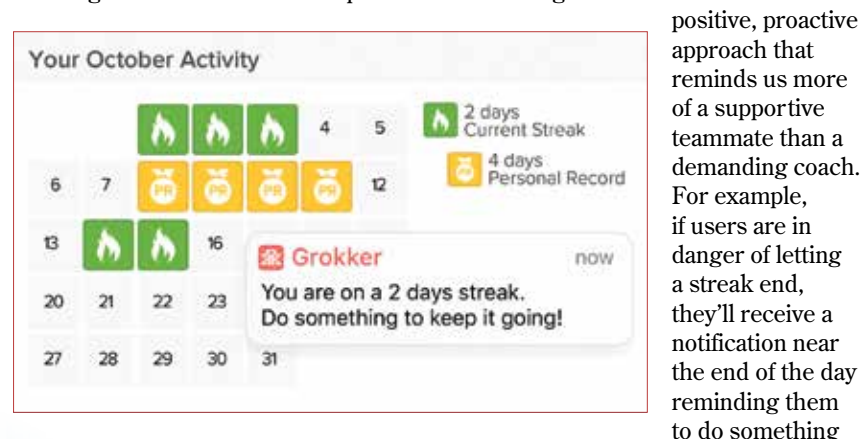 Your October Activity
4 5
2 days
Current Streak
6 7 PR PR PR PR 12
4 days
Personal Record
13 16
Grokker now
You are on a 2 days streak.
Do something to keep it going!
20 21 22 23
27 28 29 30 31
positive, proactive
approach that
reminds us more
of a supportive
teammate than a
demanding coach.
For example,
if users are in
danger of letting
a streak end,
they’ll receive a
notification near
the end of the day
reminding them
to do something